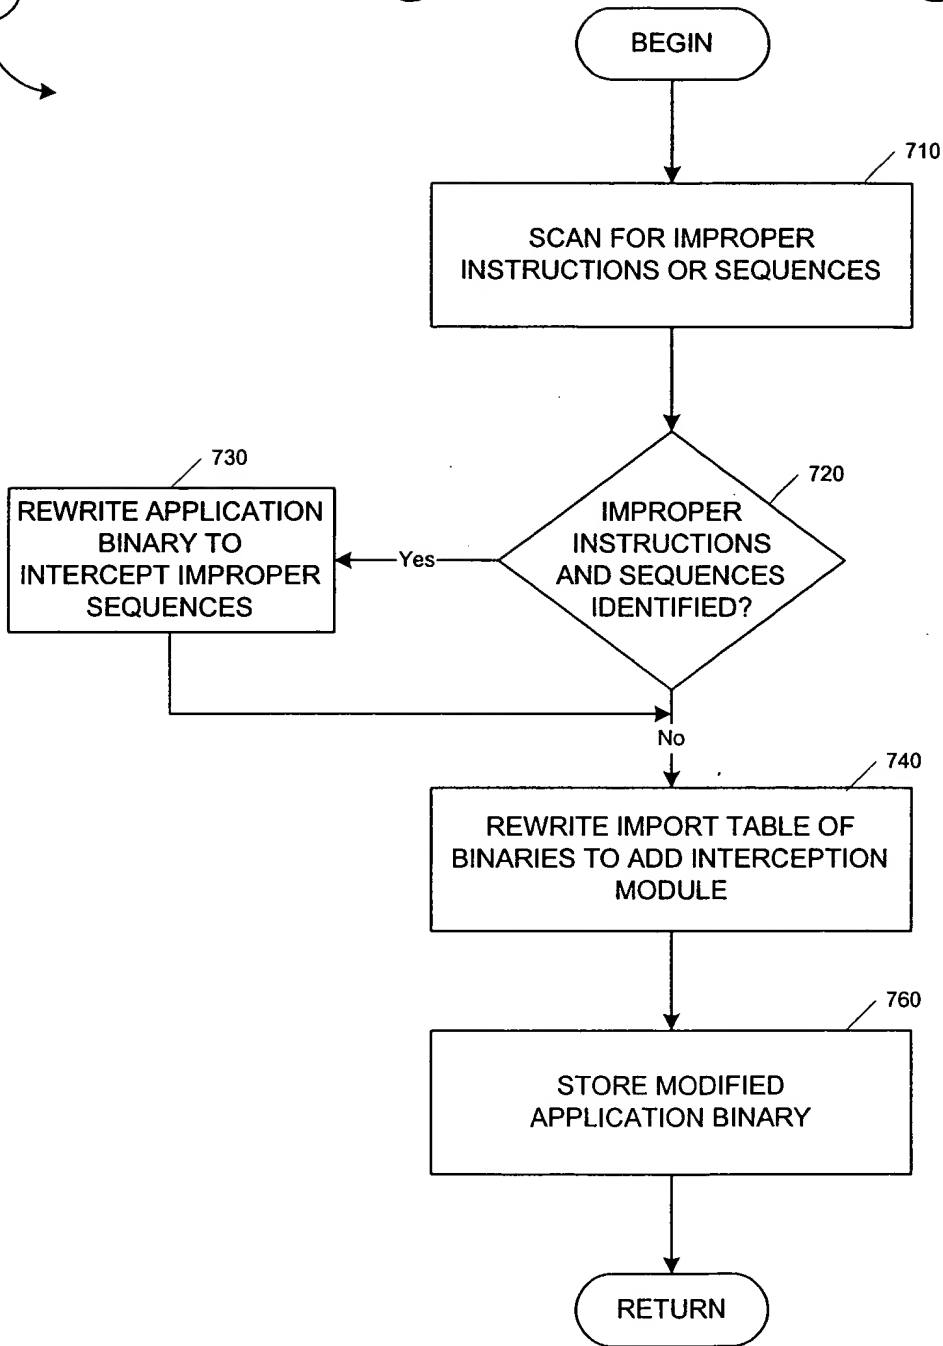 BEGIN
710
SCAN FOR IMPROPER
INSTRUCTIONS OR SEQUENCES
720
IMPROPER
INSTRUCTIONS
AND SEQUENCES
IDENTIFIED?
730
REWRITE APPLICATION
BINARY TO
INTERCEPT IMPROPER
SEQUENCES
Yes
No
740
REWRITE IMPORT TABLE OF
BINARIES TO ADD INTERCEPTION
MODULE
760
STORE MODIFIED
APPLICATION BINARY
RETURN